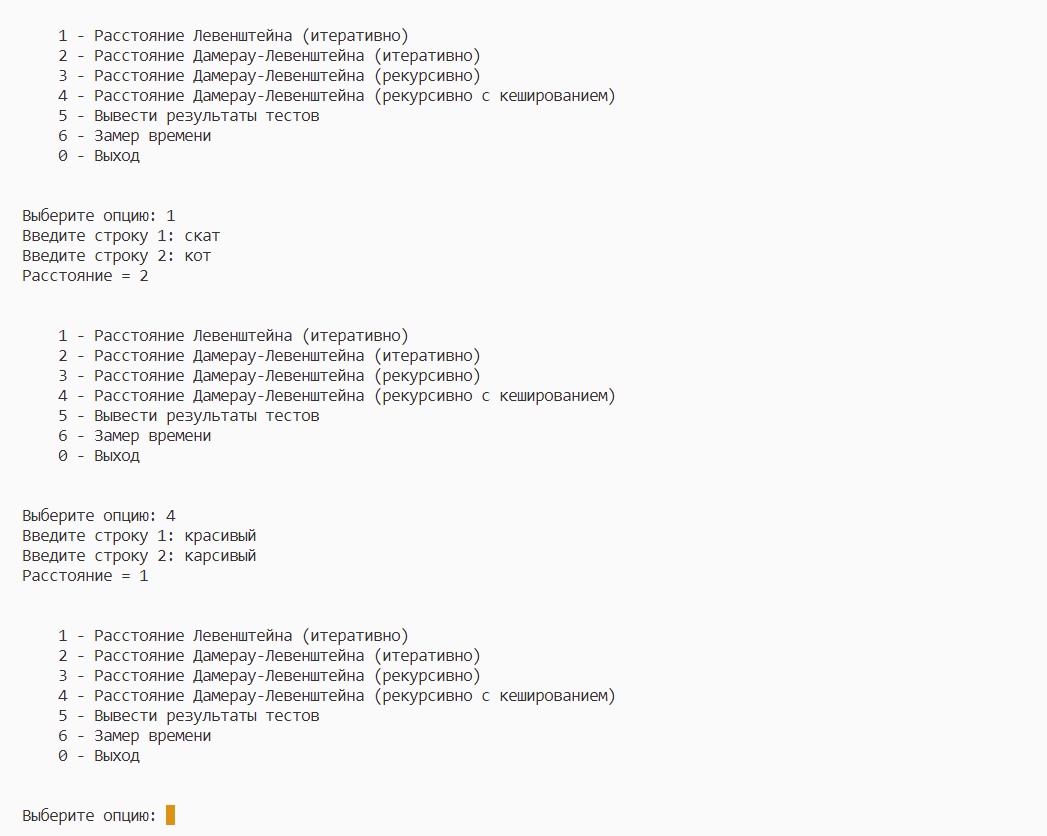 1 - Расстояние Левенштейна (итеративно)
2 - Расстояние Дамерау-Левенштейна (итеративно)
3 - Расстояние Дамерау-Левенштейна (рекурсивно)
4 - Расстояние Дамерау-Левенштейна (рекурсивно с кешированием)
5 - Вывести результаты тестов
6 - Замер времени
0 - Выход
Выберите опцию: 1
Введите строку 1: скат
Введите строку 2: кот
Расстояние = 2
1 - Расстояние Левенштейна (итеративно)
2 - Расстояние Дамерау-Левенштейна (итеративно)
3 - Расстояние Дамерау-Левенштейна (рекурсивно)
4 - Расстояние Дамерау-Левенштейна (рекурсивно с кешированием)
5 - Вывести результаты тестов
6 - Замер времени
0 - Выход
Выберите опцию: 4
Введите строку 1: красивый
Введите строку 2: карсивый
Расстояние = 1
1 - Расстояние Левенштейна (итеративно)
2 - Расстояние Дамерау-Левенштейна (итеративно)
3 - Расстояние Дамерау-Левенштейна (рекурсивно)
4 - Расстояние Дамерау-Левенштейна (рекурсивно с кешированием)
5 - Вывести результаты тестов
6 - Замер времени
0 - Выход
Выберите опцию: